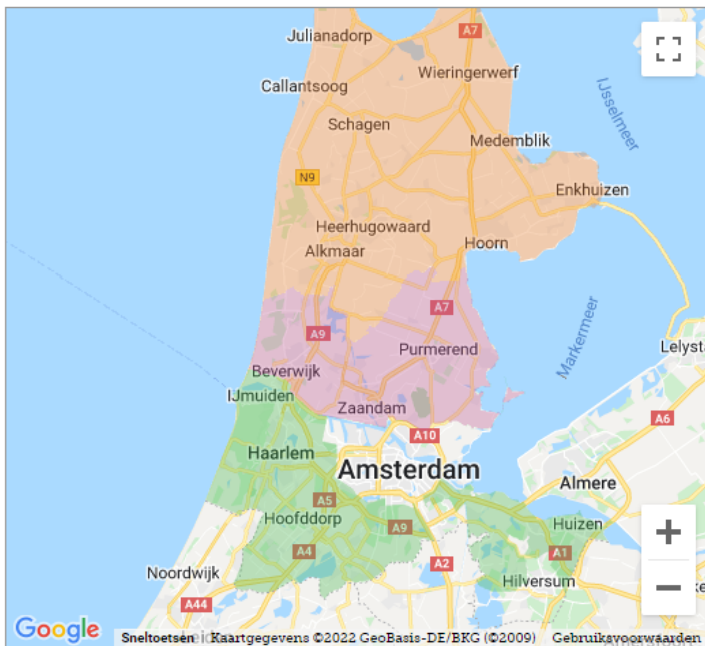 Julianadorp
A7
Wieringerwerf
Callantsoog
IJsselmeer
Schagen
Medemblik
N9
Enkhuizen
Heerhugowaard
Hoorn
Alkmaar
A7
Markermeer
A9
Purmerend
Lelysta
Beverwijk
IJmuiden
Zaandam
A6
A10
Haarlem
Amsterdam
Almere
A5
Hoofddorp
A9
Huizen
A4
A1
A2
Noordwijk
Hilversum
A44
Google
Sneltoetsen Kaartgegevens ©2022 GeoBasis-DE/BKG (©2009) Gebruiksvoorwaarden